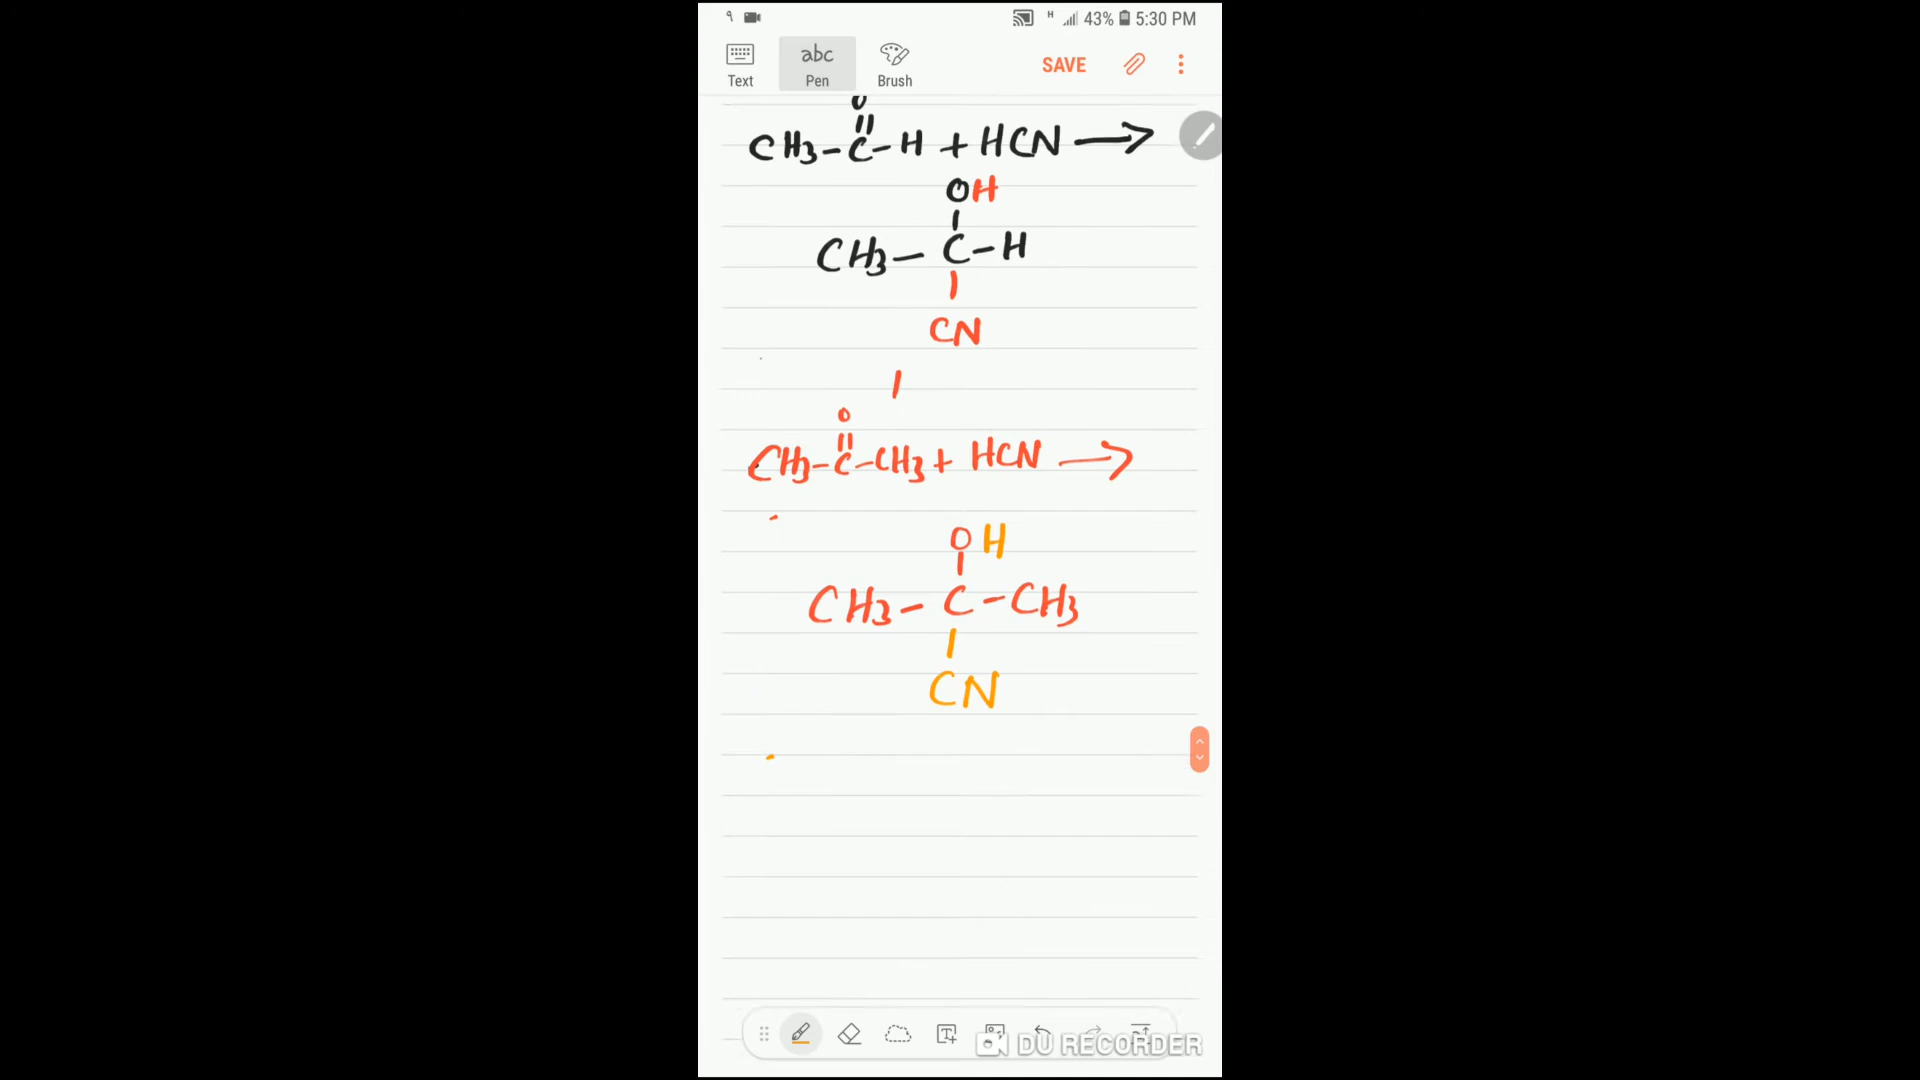 ९ H 43% 5:30 PM
Text abc Pen Brush SAVE
O
||
CH3-C-H + HCN →
OH
|
CH3-C-H
|
CN
|
O
||
CH3-C-CH3 + HCN →
OH
|
CH3-C-CH3
|
CN
DU RECORDER